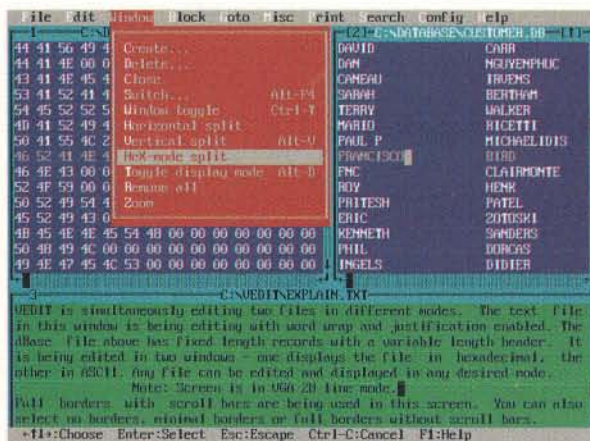 File Edit Window Block Goto Misc Print Search Config Help
44 41 56 49 4
44 41 4E 00 0
43 41 4E 45 4
53 41 52 41 4
54 45 52 52 5
4D 41 52 49 4
50 41 55 4C 2
46 52 41 4E 4
46 4E 43 00 0
52 4F 59 00 0
50 52 49 54 4
45 52 49 43 0
4B 45 4E 4E 45 54 48 00 00 00 00 00 00 00 00
50 48 49 4C 00 00 00 00 00 00 00 00 00 00 00
49 4E 47 45 4C 53 00 00 00 00 00 00 00 00 00
Create...
Delete...
Close
Switch... Alt-F4
Window toggle Ctrl-T
Horizontal split
Vertical split Alt-V
HeX-mode split
Toggle display mode Alt-D
Remove all
Zoom
[2] C:\DATABASE\CUSTOMER.DB [1]
DAVID CARR
DAN NGUYENPHUC
CANEAU IRVENS
SARAH BERTHAM
TERRY WALKER
MARIO RICETTI
PAUL P MICHAELIDIS
FRANCISCO BIRD
FNC CLAIRMONTE
ROY HENK
PRITESH PATEL
ERIC ZOTOSKI
KENNETH SANDERS
PHIL DORCAS
INGELS DIDIER
3 C:\VEDIT\EXPLAIN.TXT
VEDIT is simultaneously editing two files in different modes. The text file
in this window is being editing with word wrap and justification enabled. The
dBase file above has fixed length records with a variable length header. It
is being edited in two windows - one displays the file in hexadecimal, the
other in ASCII. Any file can be edited and displayed in any desired mode.
Note: Screen is in VGA 28 line mode.
Full borders with scroll bars are being used in this screen. You can also
select no borders, minimal borders or full borders without scroll bars.
←↑↓→:Choose Enter:Select Esc:Escape Ctrl-C:Cancel F1:Help